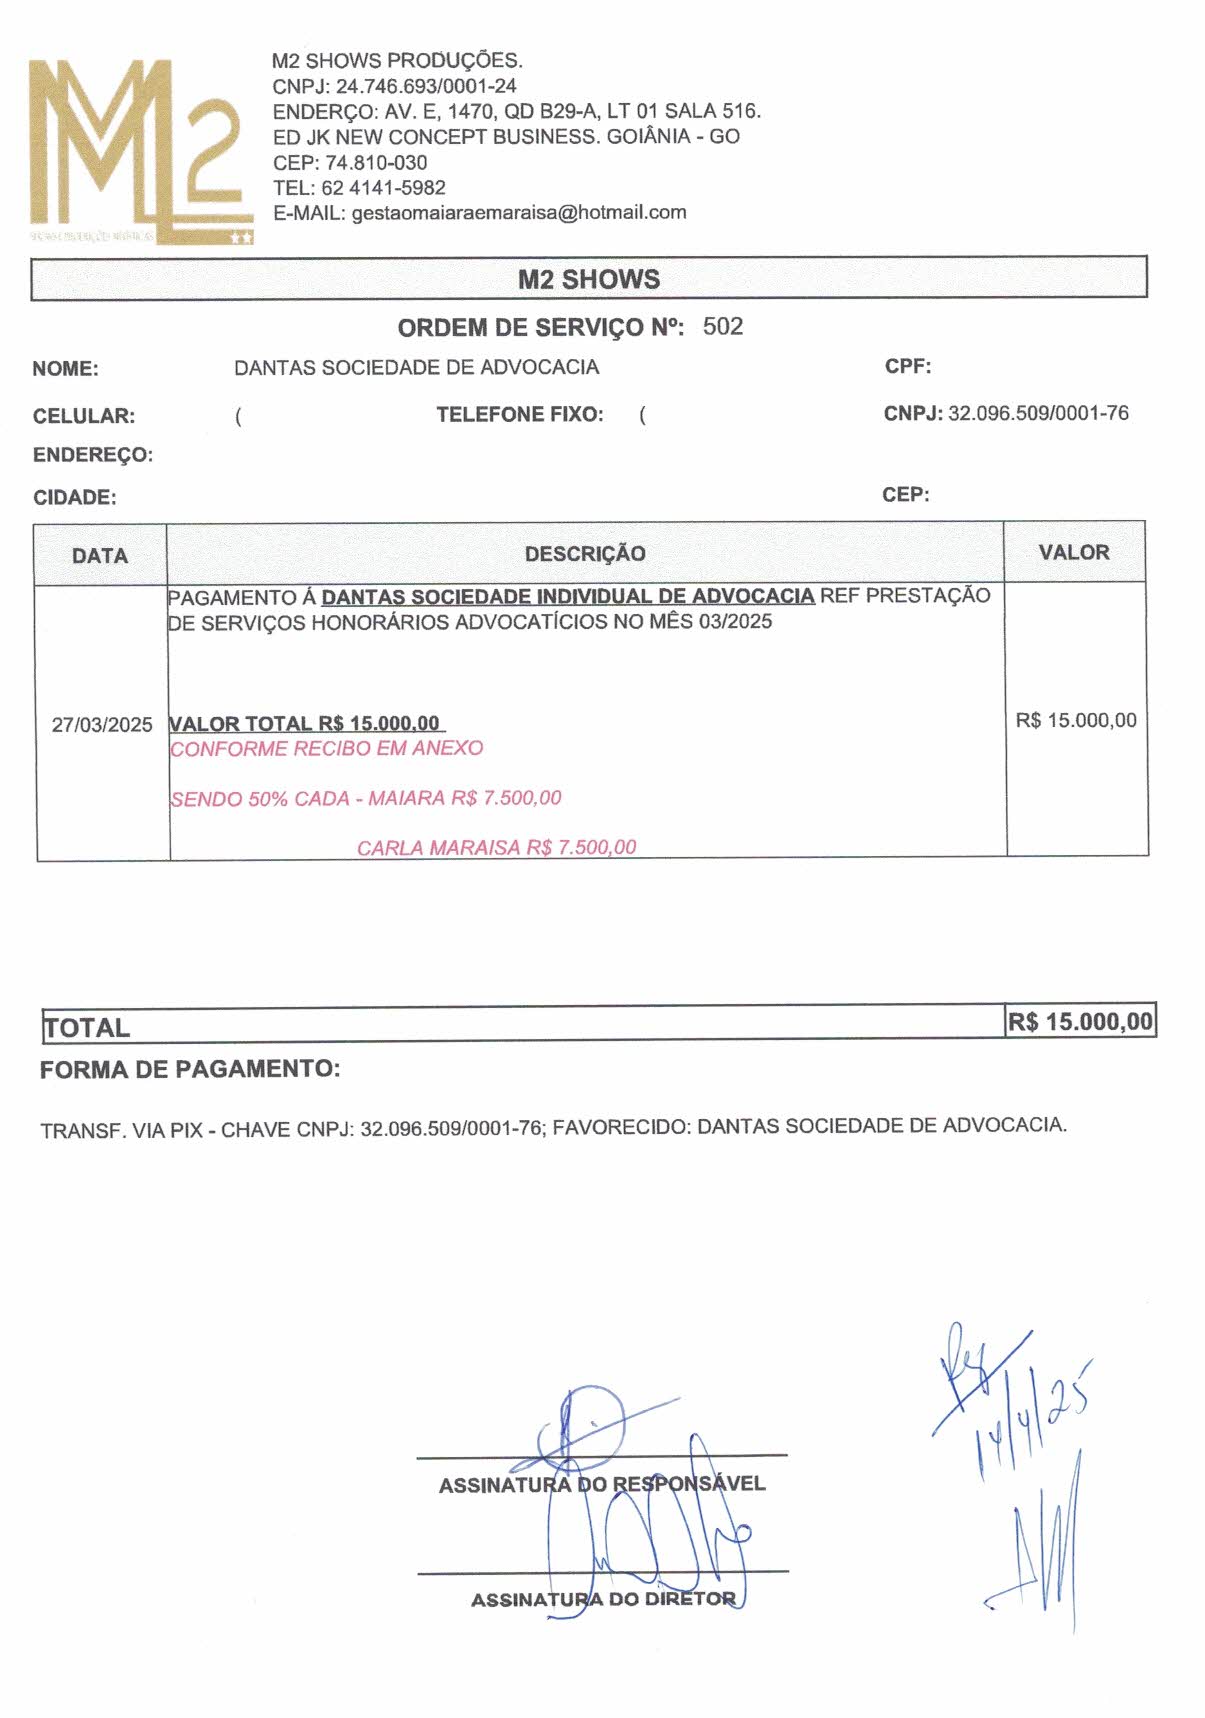 M2
M2 SHOWS PRODUÇÕES.
CNPJ: 24.746.693/0001-24
ENDERÇO: AV. E, 1470, QD B29-A, LT 01 SALA 516.
ED JK NEW CONCEPT BUSINESS. GOIÂNIA - GO
CEP: 74.810-030
TEL: 62 4141-5982
E-MAIL: gestaomaiaraemaraisa@hotmail.com
M2 SHOWS
ORDEM DE SERVIÇO Nº: 502
NOME: DANTAS SOCIEDADE DE ADVOCACIA CPF:
CELULAR: ( TELEFONE FIXO: ( CNPJ: 32.096.509/0001-76
ENDEREÇO:
CIDADE: CEP:
DATA DESCRIÇÃO VALOR
PAGAMENTO Á DANTAS SOCIEDADE INDIVIDUAL DE ADVOCACIA REF PRESTAÇÃO
DE SERVIÇOS HONORÁRIOS ADVOCATÍCIOS NO MÊS 03/2025
27/03/2025 VALOR TOTAL R$ 15.000,00 R$ 15.000,00
CONFORME RECIBO EM ANEXO
SENDO 50% CADA - MAIARA R$ 7.500,00
CARLA MARAISA R$ 7.500,00
TOTAL R$ 15.000,00
FORMA DE PAGAMENTO:
TRANSF. VIA PIX - CHAVE CNPJ: 32.096.509/0001-76; FAVORECIDO: DANTAS SOCIEDADE DE ADVOCACIA.
14/4/25
ASSINATURA DO RESPONSÁVEL
ASSINATURA DO DIRETOR